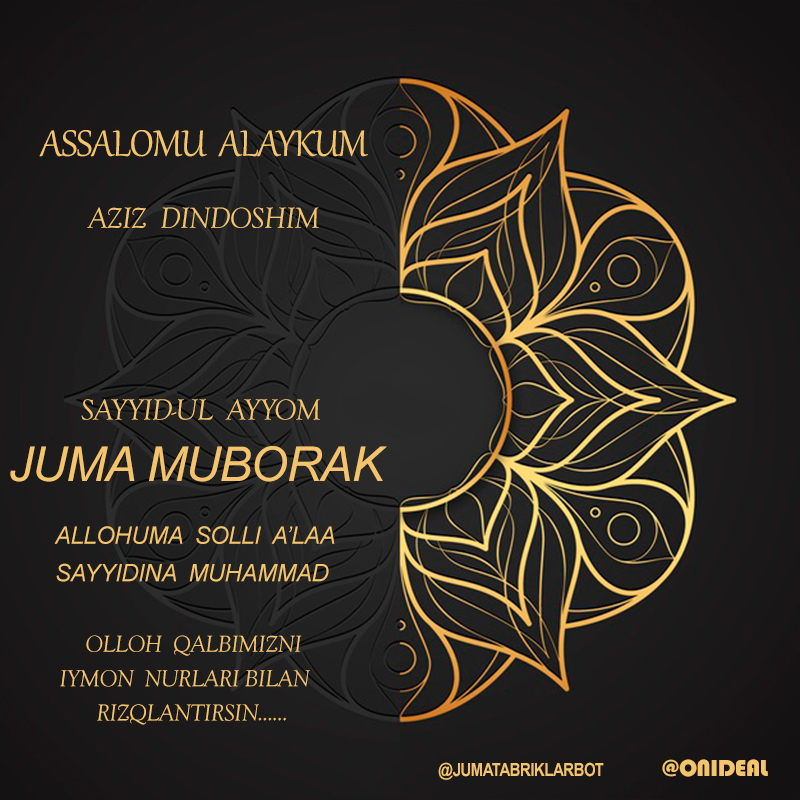 ASSALOMU ALAYKUM
AZIZ DINDOSHIM
SAYYID-UL AYYOM
JUMA MUBORAK
ALLOHUMA SOLLI A'LAA
SAYYIDINA MUHAMMAD
OLLOH QALBIMIZNI
IYMON NURLARI BILAN
RIZQLANTIRSIN......
@JUMATABRIKLARBOT
@ONIDEAL